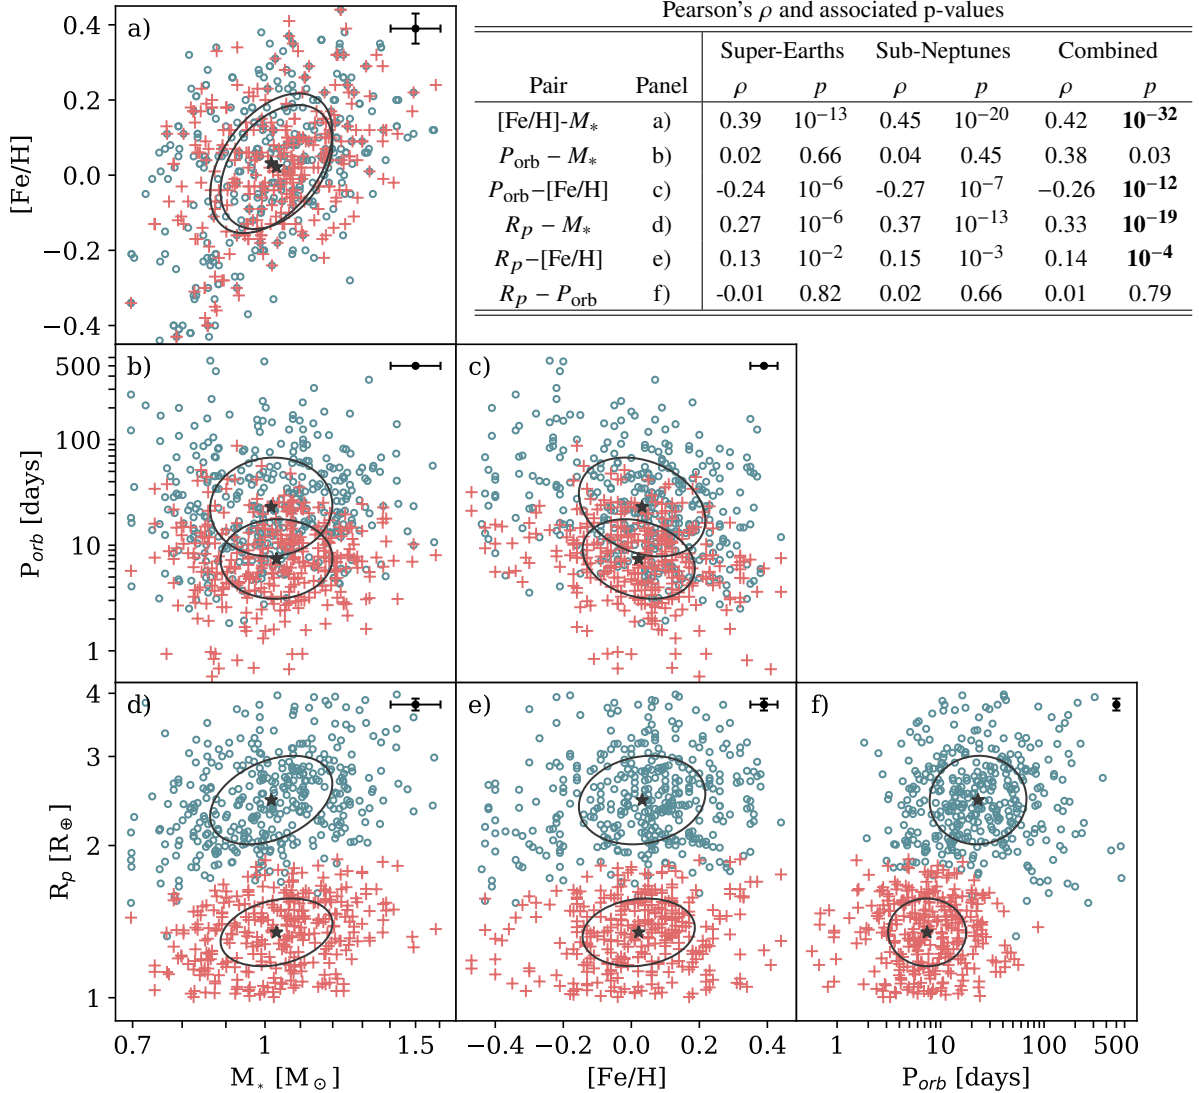 Pearson's ρ and associated p-values
Super-Earths Sub-Neptunes Combined
Pair Panel ρ p ρ p ρ p
[Fe/H]-M* a) 0.39 10⁻¹³ 0.45 10⁻²⁰ 0.42 10⁻³²
P_orb − M* b) 0.02 0.66 0.04 0.45 0.38 0.03
P_orb−[Fe/H] c) -0.24 10⁻⁶ -0.27 10⁻⁷ −0.26 10⁻¹²
R_p − M* d) 0.27 10⁻⁶ 0.37 10⁻¹³ 0.33 10⁻¹⁹
R_p−[Fe/H] e) 0.13 10⁻² 0.15 10⁻³ 0.14 10⁻⁴
R_p − P_orb f) -0.01 0.82 0.02 0.66 0.01 0.79
a)
0.4
0.2
0.0
−0.2
−0.4
[Fe/H]
b)
500
100
10
1
P_orb [days]
c)
d)
4
3
2
1
R_p [R⊕]
e)
f)
0.7 1 1.5
M* [M⊙]
−0.4 −0.2 0.0 0.2 0.4
[Fe/H]
1 10 100 500
P_orb [days]